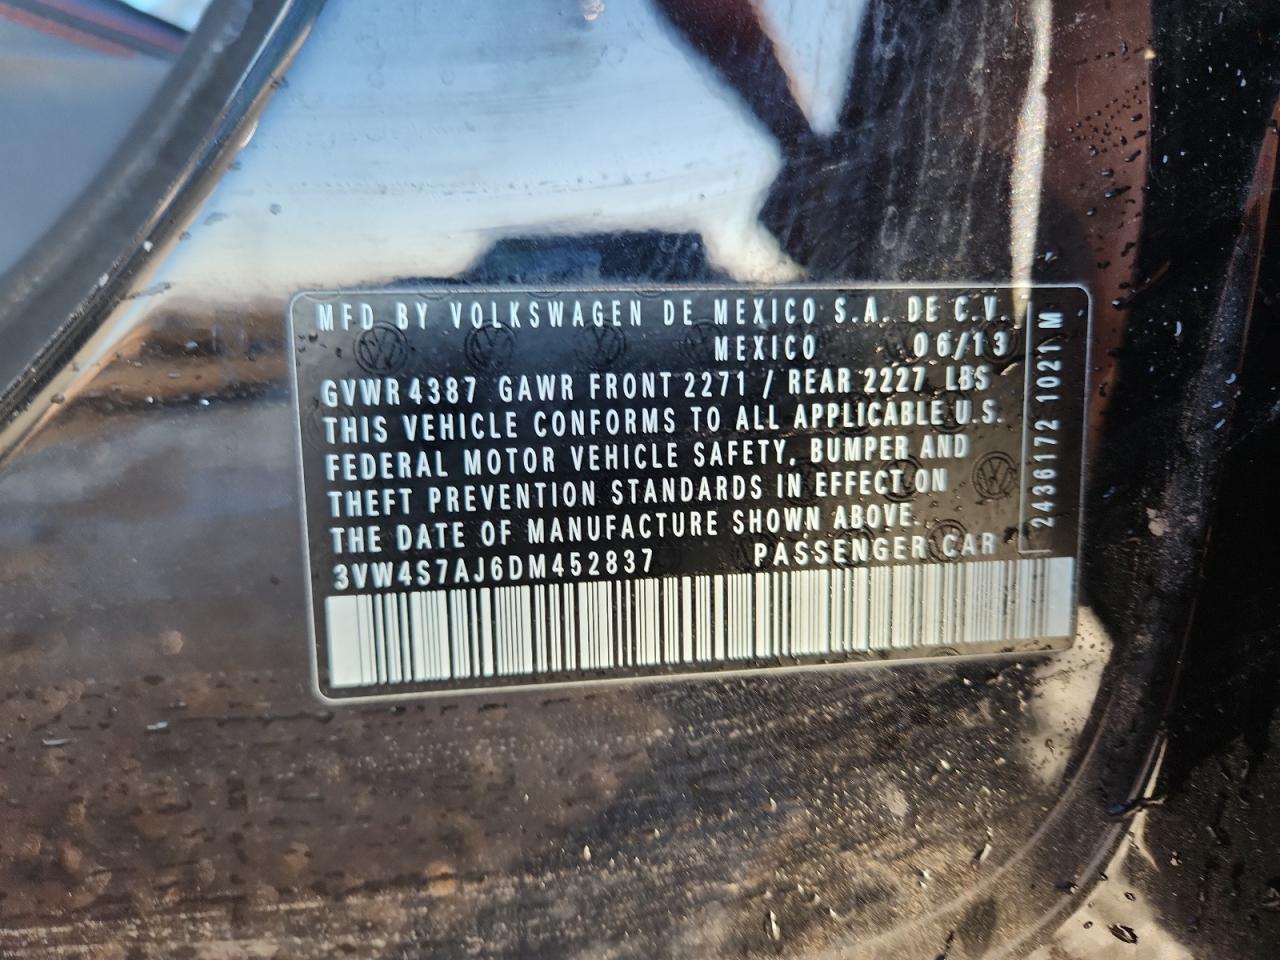 MFD BY VOLKSWAGEN DE MEXICO S.A. DE C.V.
MEXICO 06/13
GVWR 4387 GAWR FRONT 2271 / REAR 2227 LBS
THIS VEHICLE CONFORMS TO ALL APPLICABLE U.S.
FEDERAL MOTOR VEHICLE SAFETY, BUMPER AND
THEFT PREVENTION STANDARDS IN EFFECT ON
THE DATE OF MANUFACTURE SHOWN ABOVE.
3VW4S7AJ6DM452837 PASSENGER CAR
2436172 1021 M